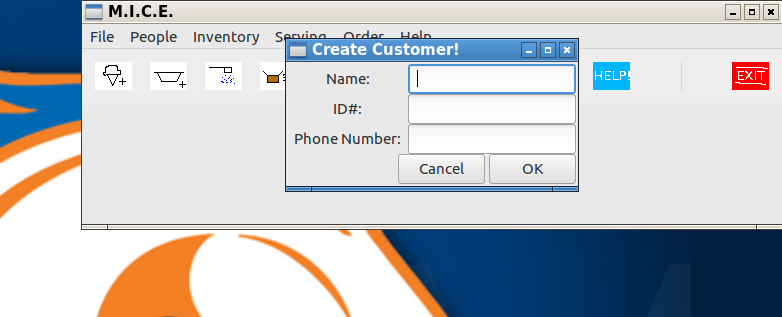 M.I.C.E.
File People Inventory Serving Order Help
Create Customer!
HELP! EXIT
Name:
ID#:
Phone Number:
Cancel OK